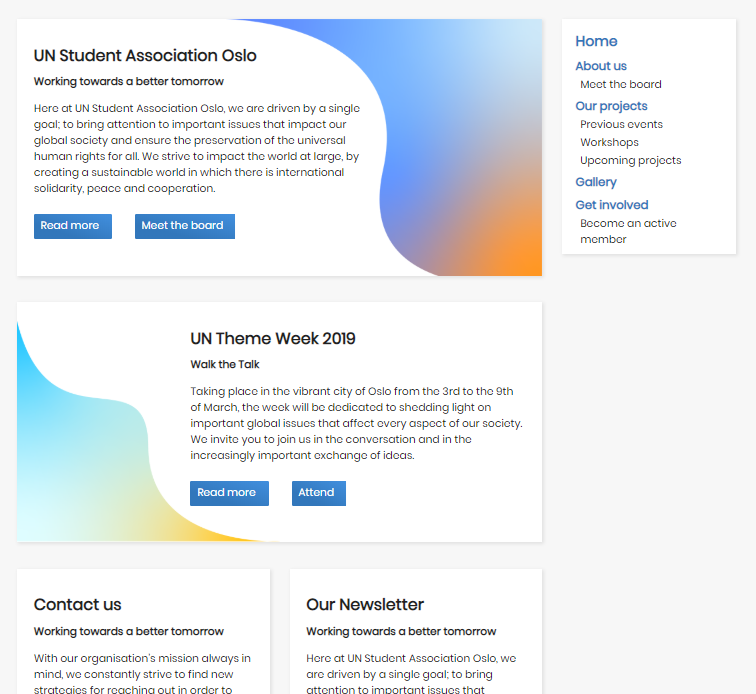 UN Student Association Oslo
Working towards a better tomorrow
Here at UN Student Association Oslo, we are driven by a single
goal; to bring attention to important issues that impact our
global society and ensure the preservation of the universal
human rights for all. We strive to impact the world at large, by
creating a sustainable world in which there is international
solidarity, peace and cooperation.
Read more
Meet the board
Home
About us
Meet the board
Our projects
Previous events
Workshops
Upcoming projects
Gallery
Get involved
Become an active
member
UN Theme Week 2019
Walk the Talk
Taking place in the vibrant city of Oslo from the 3rd to the 9th
of March, the week will be dedicated to shedding light on
important global issues that affect every aspect of our society.
We invite you to join us in the conversation and in the
increasingly important exchange of ideas.
Read more
Attend
Contact us
Working towards a better tomorrow
With our organisation's mission always in
mind, we constantly strive to find new
strategies for reaching out in order to
Our Newsletter
Working towards a better tomorrow
Here at UN Student Association Oslo, we
are driven by a single goal; to bring
attention to important issues that